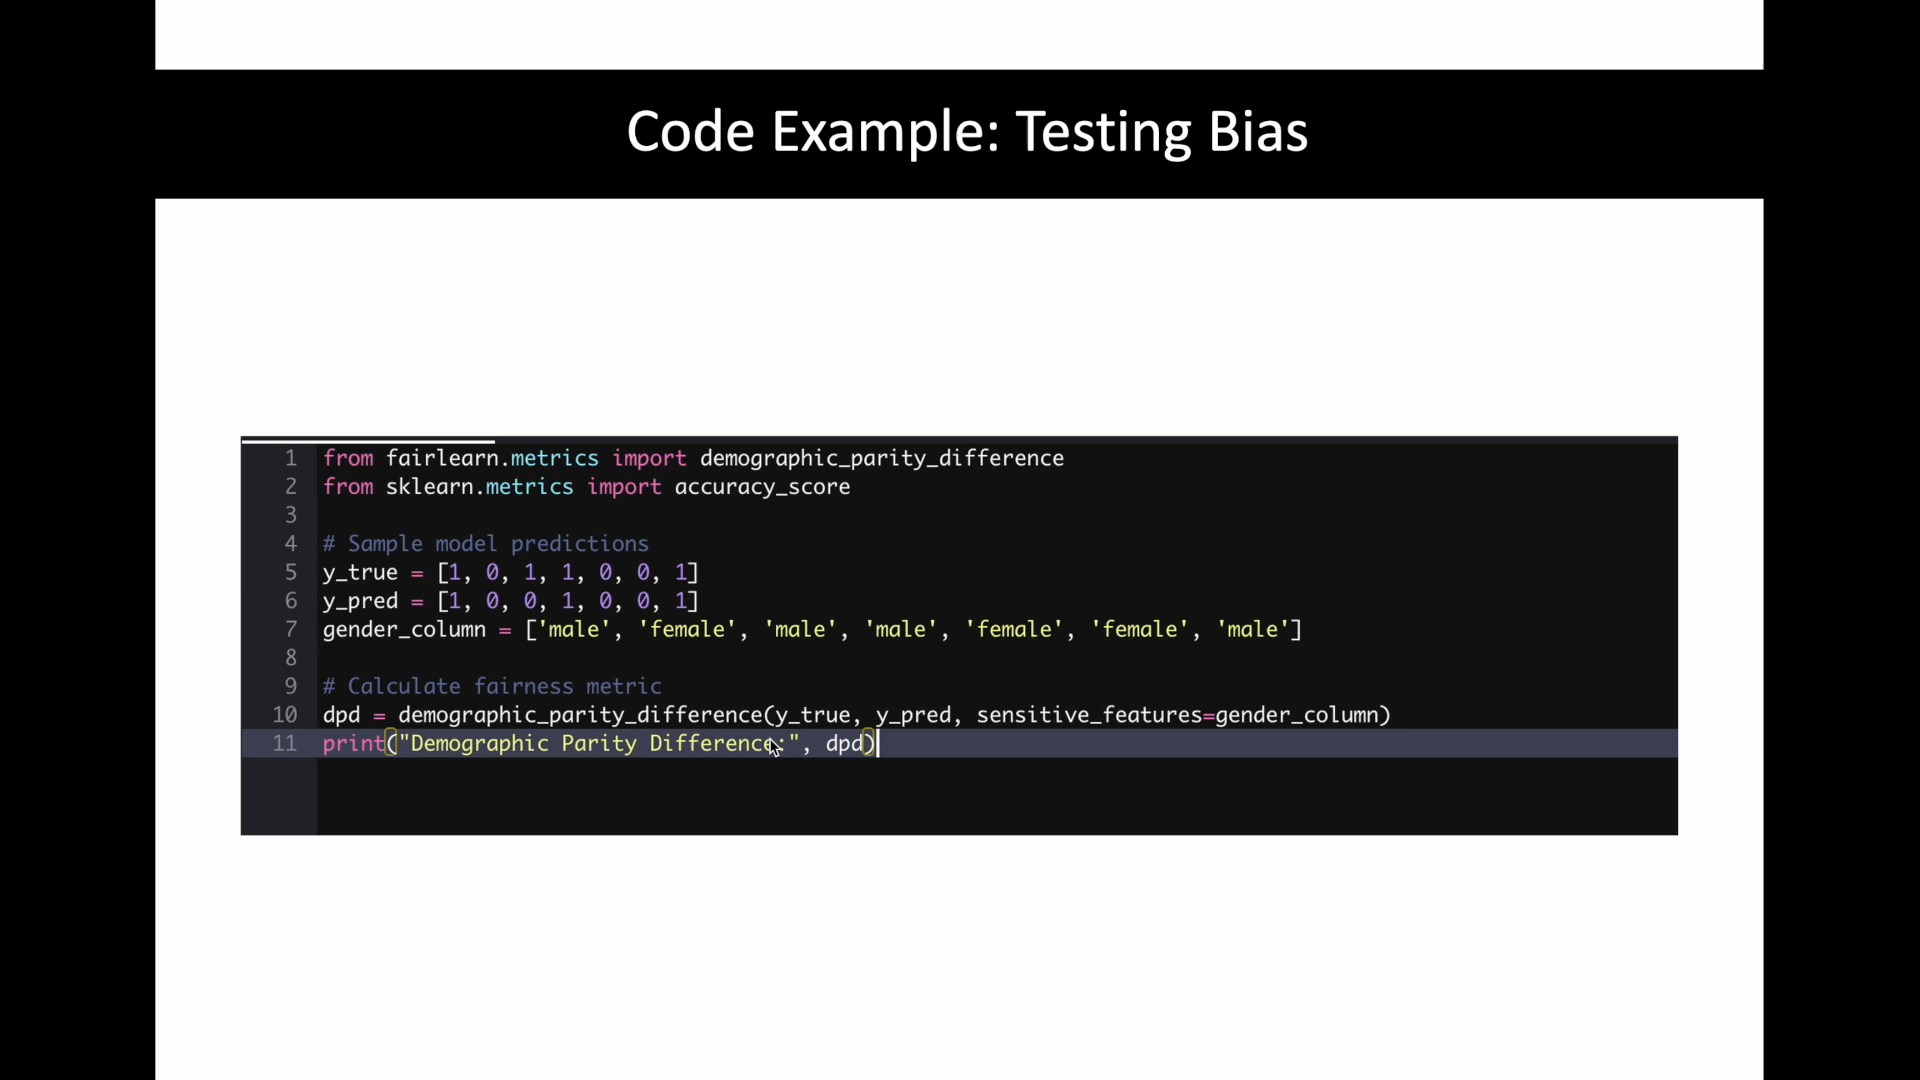 Code Example: Testing Bias
1 from fairlearn.metrics import demographic_parity_difference
2 from sklearn.metrics import accuracy_score
3
4 # Sample model predictions
5 y_true = [1, 0, 1, 1, 0, 0, 1]
6 y_pred = [1, 0, 0, 1, 0, 0, 1]
7 gender_column = ['male', 'female', 'male', 'male', 'female', 'female', 'male']
8
9 # Calculate fairness metric
10 dpd = demographic_parity_difference(y_true, y_pred, sensitive_features=gender_column)
11 print("Demographic Parity Difference:", dpd)